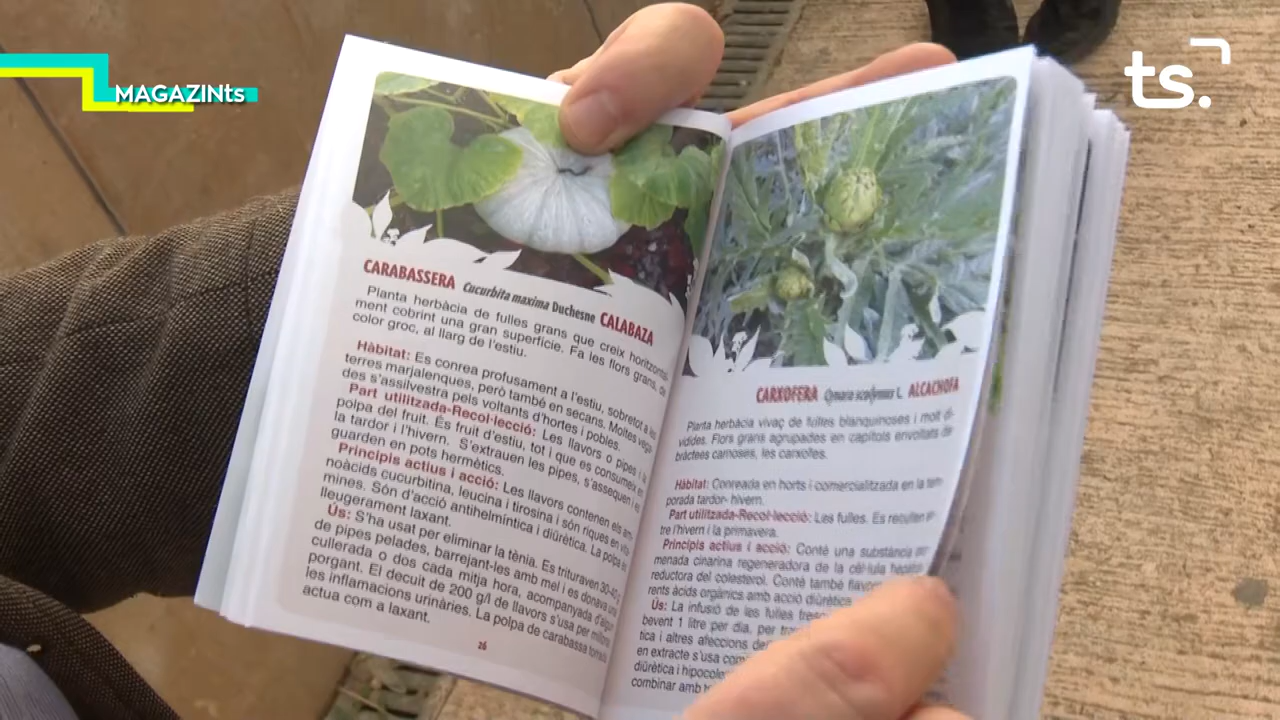 MAGAZINts
ts.
CARABASSERA Cucurbita maxima Duchesne CALABAZA
Planta herbàcia de fulles grans que creix horitzontal-
ment cobrint una gran superfície. Fa les flors grans, de
color groc, al llarg de l'estiu.
Hàbitat: Es conrea profusament a l'estiu, sobretot a les
terres marjalenques, però també en secans. Moltes vega-
des s'assilvestra pels voltants d'hortes i pobles.
Part utilitzada-Recol·lecció: Les llavors o pipes i la
polpa del fruit. És fruit d'estiu, tot i que es consumeix en
la tardor i l'hivern. S'extrauen les pipes, s'assequen i es
guarden en pots hermètics.
Principis actius i acció: Les llavors contenen els ami-
noàcids cucurbitina, leucina i tirosina i són riques en vita-
mines. Són d'acció antihelmíntica i diürètica. La polpa és
lleugerament laxant.
Ús: S'ha usat per eliminar la tènia. Es trituraven 30-40 g
de pipes pelades, barrejant-les amb mel i es donava una
cullerada o dos cada mitja hora, acompanyada d'algun
porgant. El decuit de 200 g/l de llavors s'usa per millorar
les inflamacions urinàries. La polpa de carabassa torrada
actua com a laxant.
26
CARXOFERA Cynara scolymus L. ALCACHOFA
Planta herbàcia vivaç de fulles blanquinoses i molt di-
vidides. Flors grans agrupades en capítols envoltats de
bràctees carnoses, les carxofes.
Hàbitat: Conreada en horts i comercialitzada en la tem-
porada tardor- hivern.
Part utilitzada-Recol·lecció: Les fulles. Es recullen
tre l'hivern i la primavera.
Principis actius i acció: Conté una substància
menada cinarina regeneradora de la cèl·lula hepàtica
reductora del colesterol. Conté també
rents àcids orgànics amb acció diürètica
Ús: La infusió de les fulles
bevent 1 litre per dia, per
tica i altres afeccions
en extracte s'usa
diürètica i
combinar amb